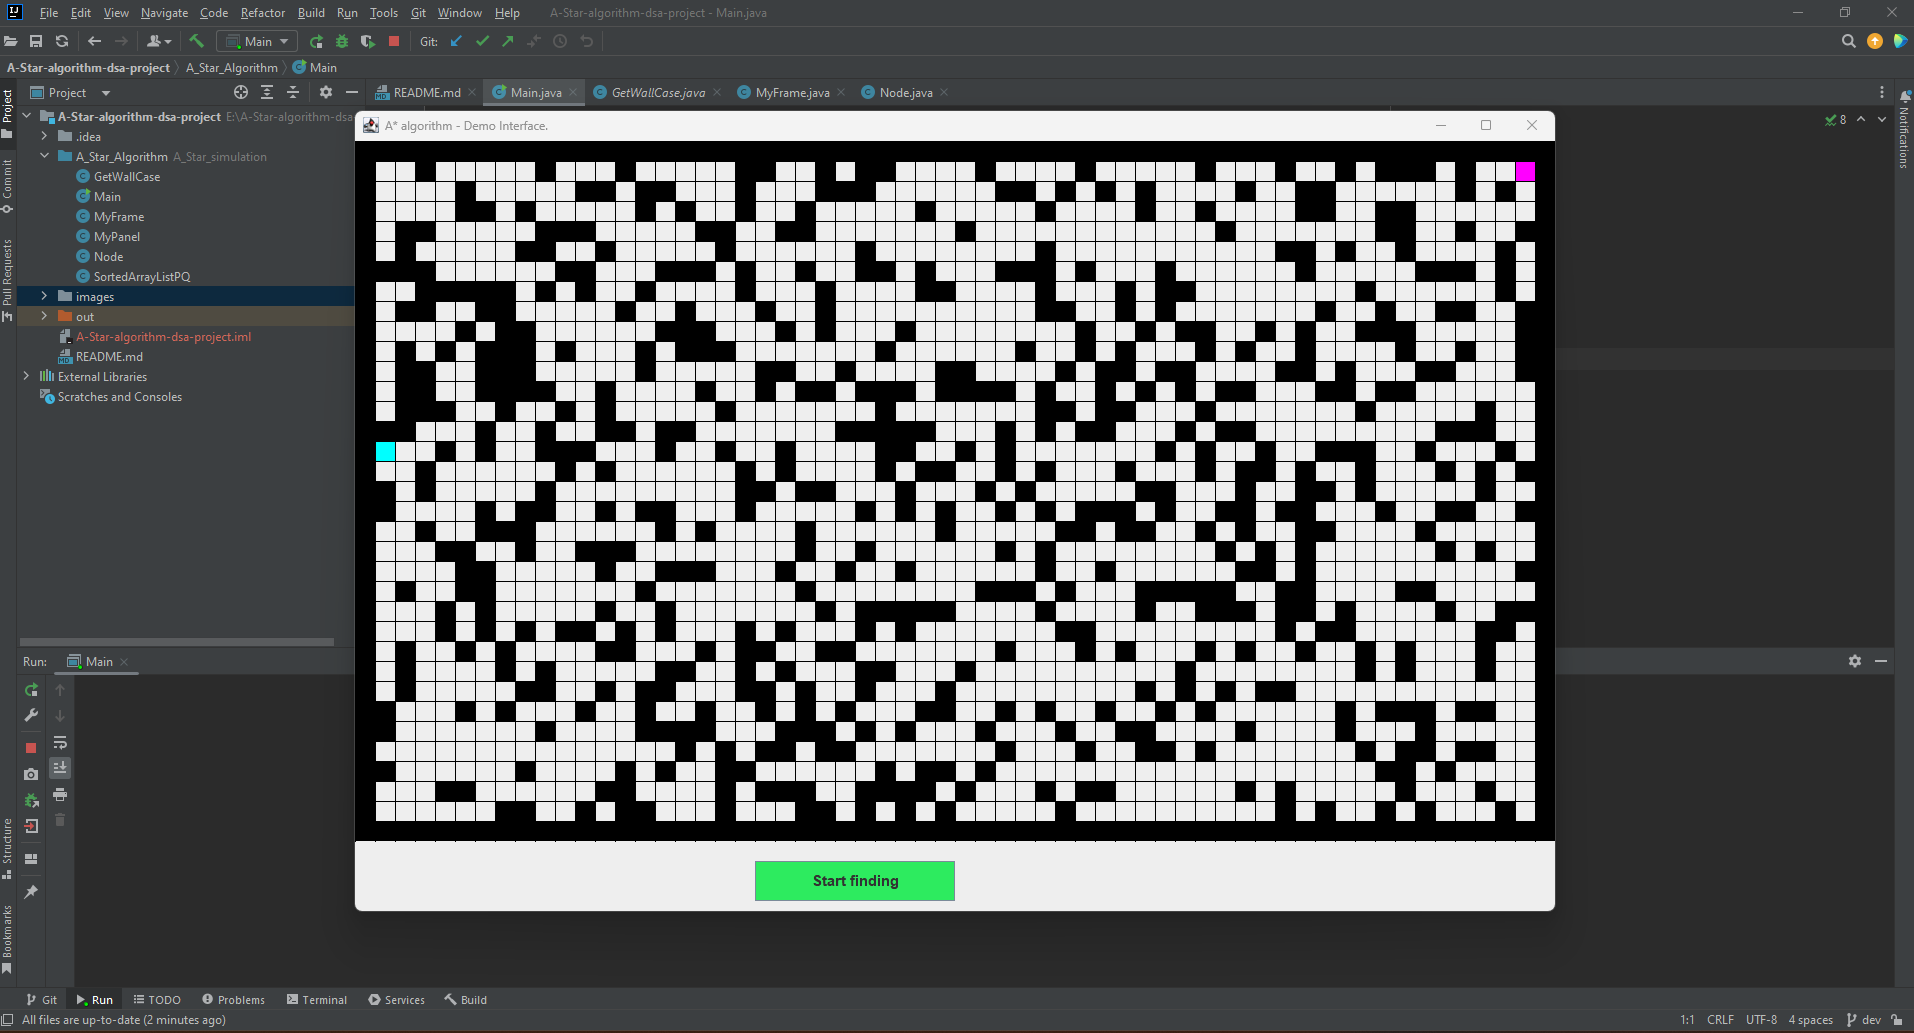 IJ File Edit View Navigate Code Refactor Build Run Tools Git Window Help A-Star-algorithm-dsa-project - Main.java
Main Git:
A-Star-algorithm-dsa-project A_Star_Algorithm Main
Project README.md Main.java GetWallCase.java MyFrame.java Node.java
A-Star-algorithm-dsa-project E:\A-Star-algorithm-dsa
.idea
A_Star_Algorithm A_Star_simulation
GetWallCase
Main
MyFrame
MyPanel
Node
SortedArrayListPQ
images
out
A-Star-algorithm-dsa-project.iml
README.md
External Libraries
Scratches and Consoles
Project
Commit
Pull Requests
Structure
Bookmarks
A* algorithm - Demo Interface.
8
Notifications
Start finding
Run: Main
Git Run TODO Problems Terminal Services Build
All files are up-to-date (2 minutes ago) 1:1 CRLF UTF-8 4 spaces dev